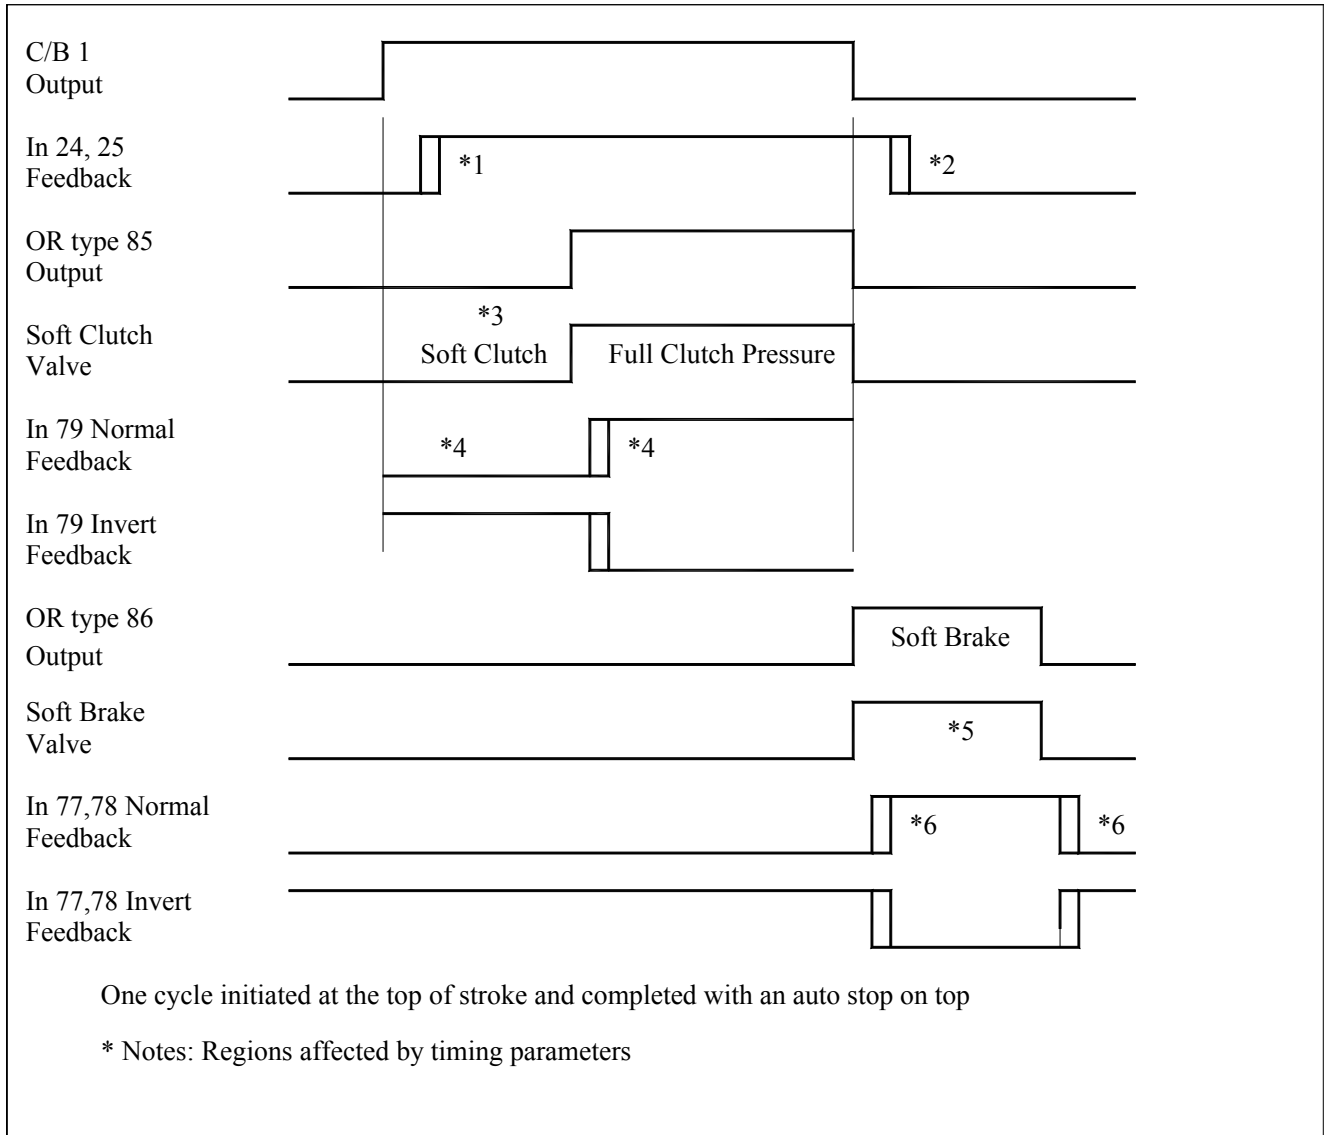 C/B 1
Output
In 24, 25
Feedback
*1
*2
OR type 85
Output
*3
Soft Clutch
Valve
Soft Clutch
Full Clutch Pressure
In 79 Normal
Feedback
*4
*4
In 79 Invert
Feedback
OR type 86
Output
Soft Brake
Soft Brake
Valve
*5
In 77,78 Normal
Feedback
*6
*6
In 77,78 Invert
Feedback
One cycle initiated at the top of stroke and completed with an auto stop on top
* Notes: Regions affected by timing parameters